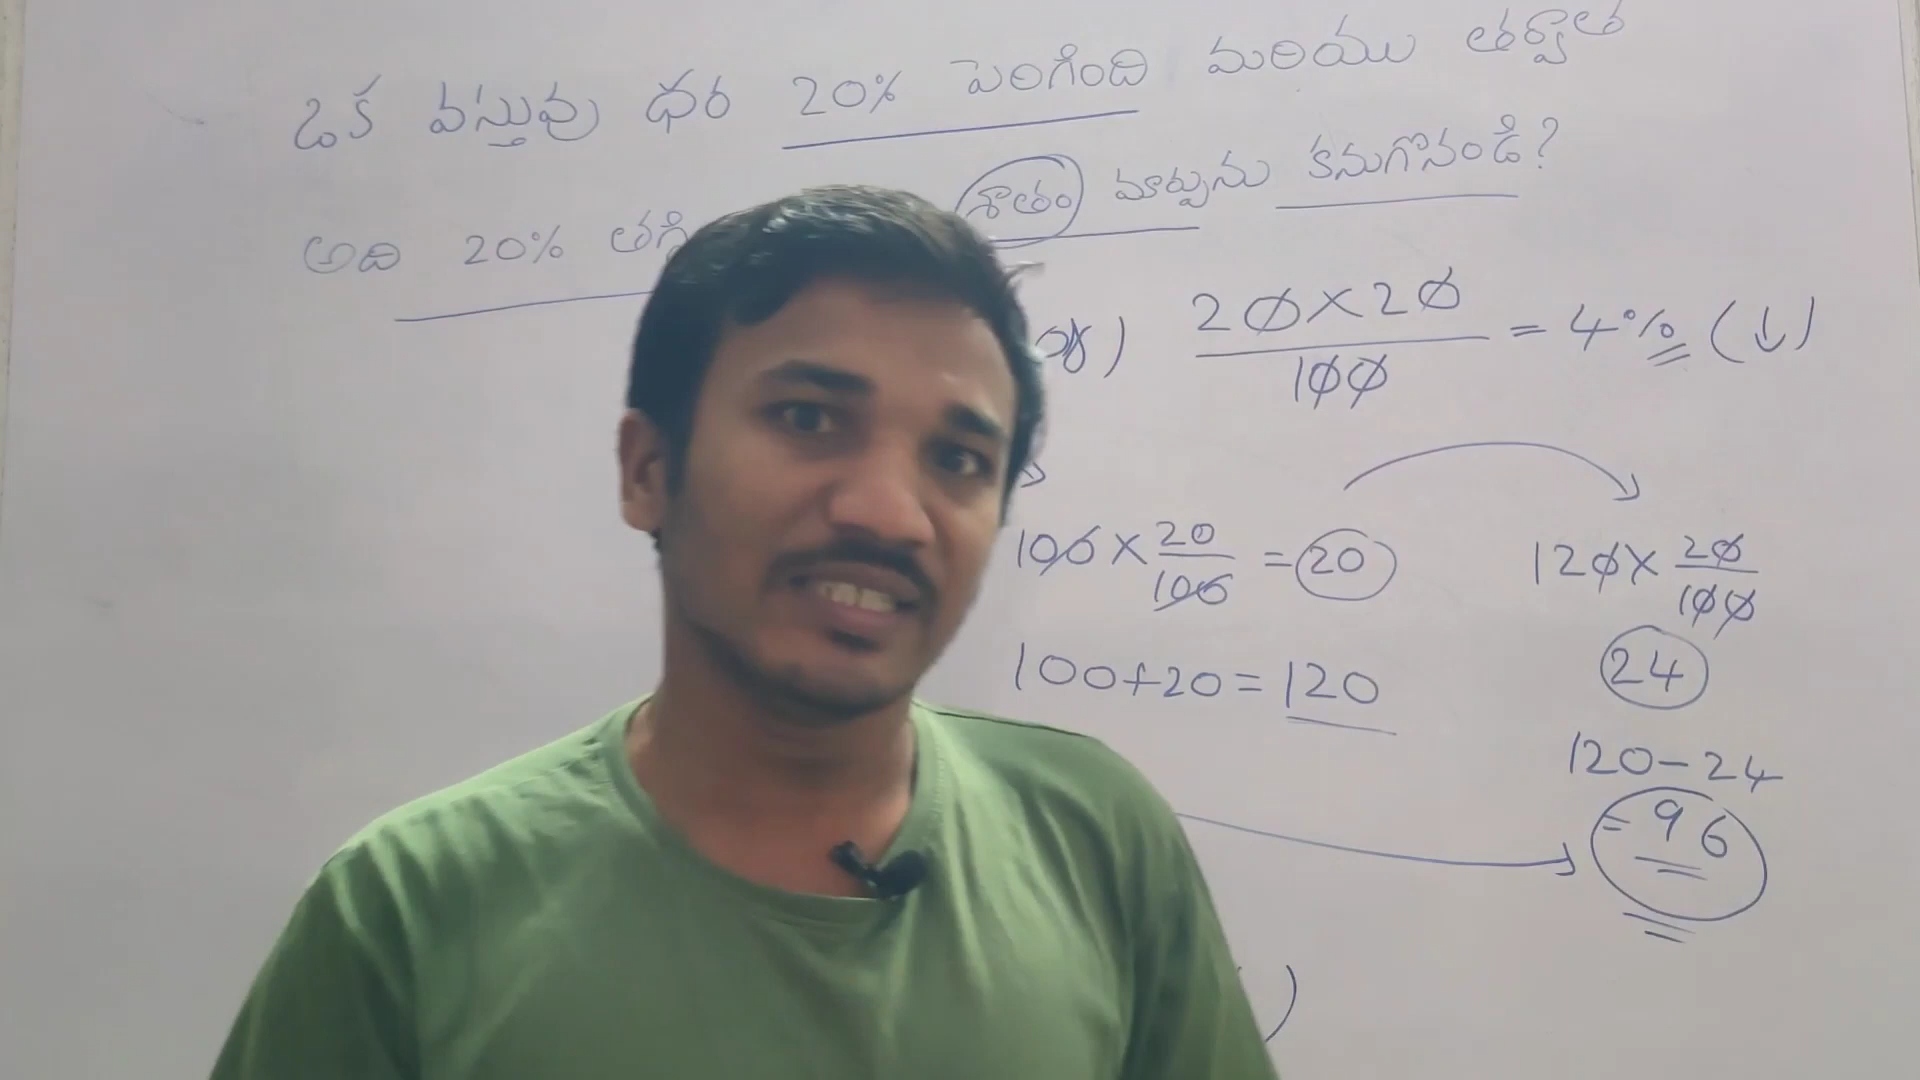 ఒక వస్తువు ధర 20% పెరిగింది మరియు తర్వాత
అది 20% తగ్గి శాతం మార్పును కనుగొనండి?
20×20
100
= 4% (↓)
100 × 20/100 = 20
100+20=120
120× 20/100
24
120-24
= 96